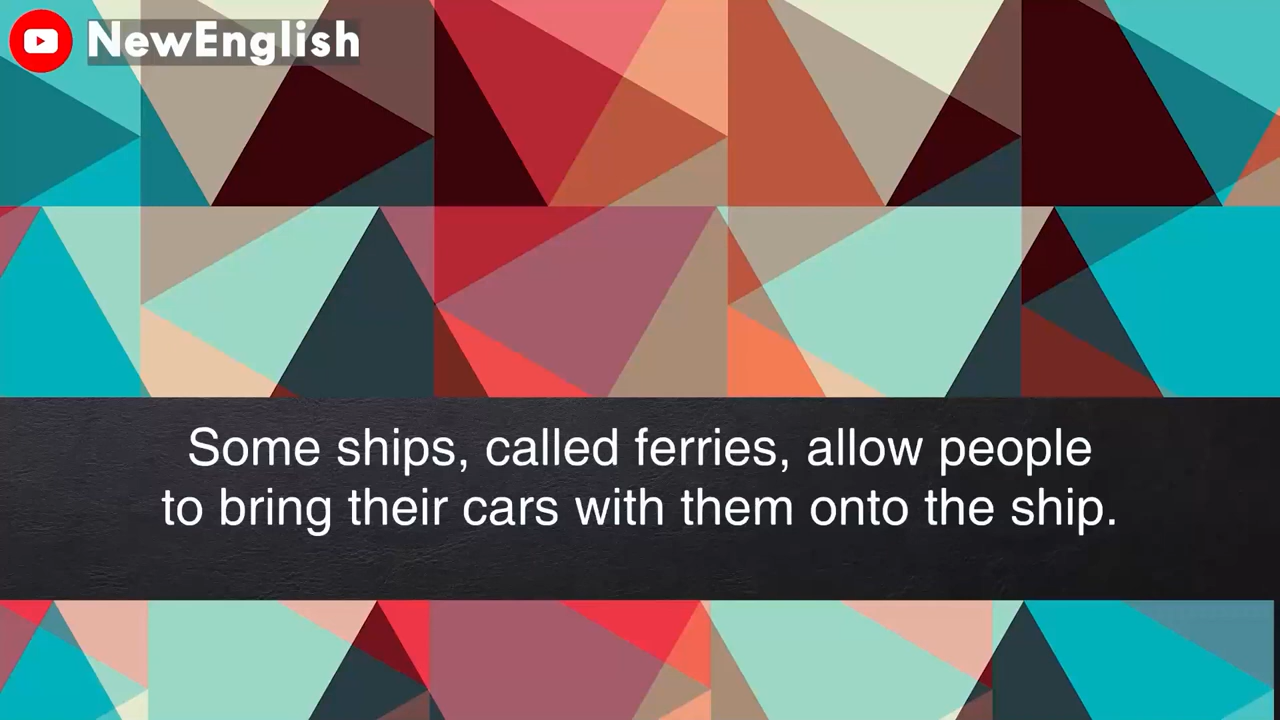 NewEnglish
Some ships, called ferries, allow people
to bring their cars with them onto the ship.